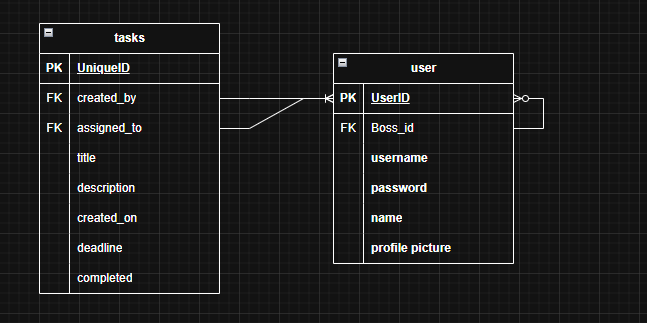 tasks
PK UniqueID
FK created_by
FK assigned_to
title
description
created_on
deadline
completed
user
PK UserID
FK Boss_id
username
password
name
profile picture